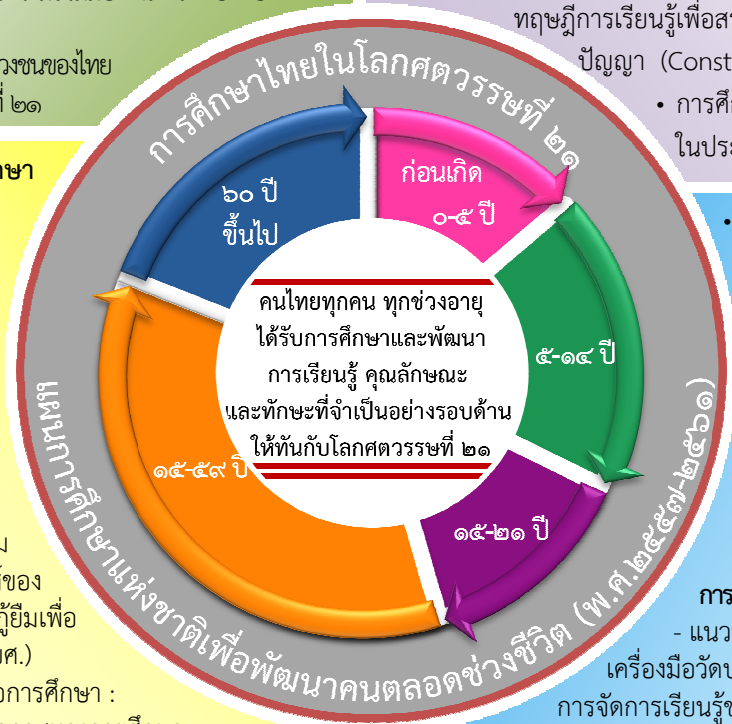 วงชนของไทย
ที่ ๒๑
ทฤษฎีการเรียนรู้เพื่อสร
ปัญญา (Const
• การศึก
ในประ
การศึกษาไทยในโลกศตวรรษที่ ๒๑
ก่อนเกิด
๐-๕ ปี
๕-๑๔ ปี
๑๕-๒๑ ปี
๑๕-๕๙ ปี
๖๐ ปี
ขึ้นไป
คนไทยทุกคน ทุกช่วงอายุ
ได้รับการศึกษาและพัฒนา
การเรียนรู้ คุณลักษณะ
และทักษะที่จำเป็นอย่างรอบด้าน
ให้ทันกับโลกศตวรรษที่ ๒๑
แผนการศึกษาแห่งชาติเพื่อพัฒนาคนตลอดช่วงชีวิต (พ.ศ.๒๕๕๗-๒๕๖๑)
ษา
ม
ของ
กู้ยืมเพื่อ
ยศ.)
อการศึกษา :
การ
- แนว
เครื่องมือวัดป
การจัดการเรียนรู้ข